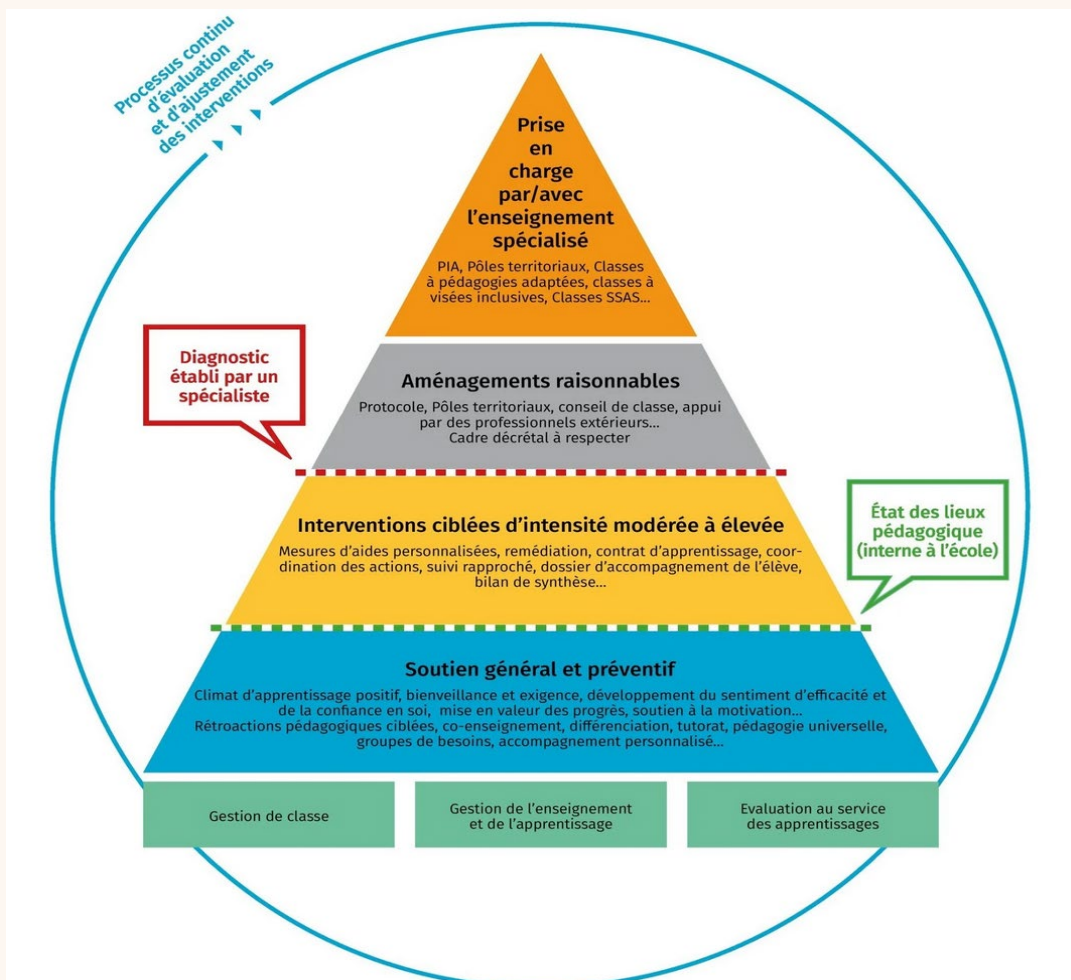 Processus continu
d'évaluation
et d'ajustement
des interventions
Prise
en
charge
par/avec
l'enseignement
spécialisé
PIA, Pôles territoriaux, Classes
à pédagogies adaptées, classes à
visées inclusives, Classes SSAS...
Diagnostic
établi par un
spécialiste
Aménagements raisonnables
Protocole, Pôles territoriaux, conseil de classe, appui
par des professionnels extérieurs...
Cadre décrétal à respecter
Interventions ciblées d'intensité modérée à élevée
Mesures d'aides personnalisées, remédiation, contrat d'apprentissage, coor-
dination des actions, suivi rapproché, dossier d'accompagnement de l'élève,
bilan de synthèse...
État des lieux
pédagogique
(interne à l'école)
Soutien général et préventif
Climat d'apprentissage positif, bienveillance et exigence, développement du sentiment d'efficacité et
de la confiance en soi, mise en valeur des progrès, soutien à la motivation...
Rétroactions pédagogiques ciblées, co-enseignement, différenciation, tutorat, pédagogie universelle,
groupes de besoins, accompagnement personnalisé...
Gestion de classe
Gestion de l'enseignement
et de l'apprentissage
Evaluation au service
des apprentissages